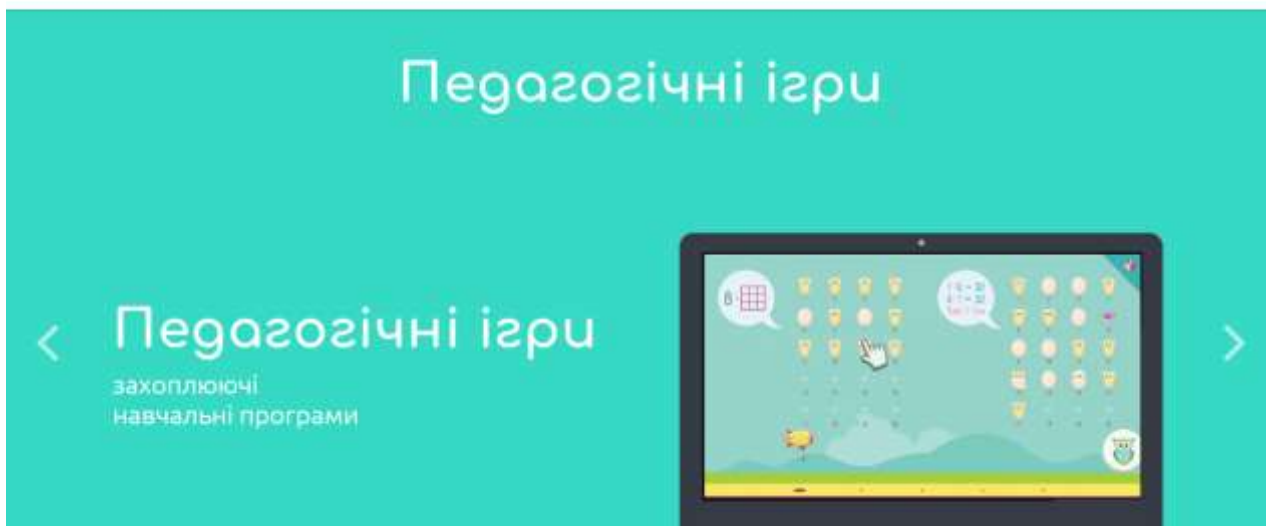 Педагогічні ігри
Педагогічні ігри
захоплюючі
навчальні програми